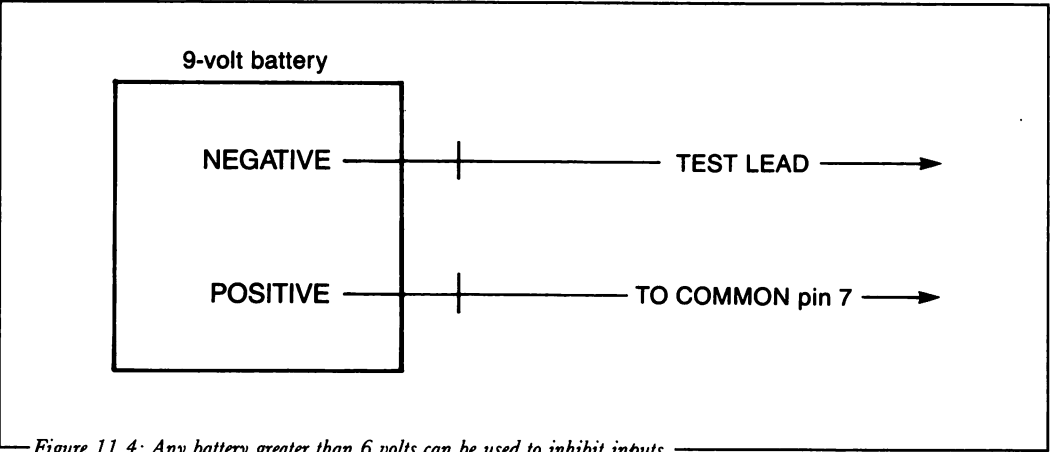 9-volt battery
NEGATIVE TEST LEAD
POSITIVE TO COMMON pin 7
Figure 11.4: Any battery greater than 6 volts can be used to inhibit inputs